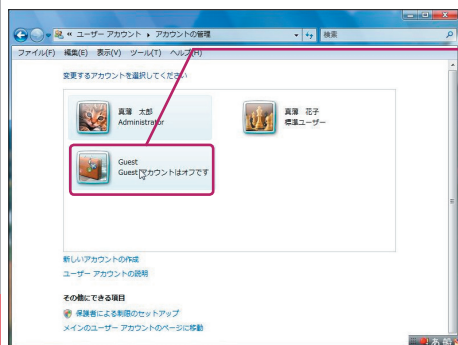 ユーザー アカウント ▸ アカウントの管理
検索
ファイル(F) 編集(E) 表示(V) ツール(T) ヘルプ(H)
変更するアカウントを選択してください
真薄 太郎
Administrator
真薄 花子
標準ユーザー
Guest
Guest アカウントはオフです
新しいアカウントの作成
ユーザー アカウントの説明
その他にできる項目
保護者による制限のセットアップ
メインのユーザー アカウントのページに移動
あ 般